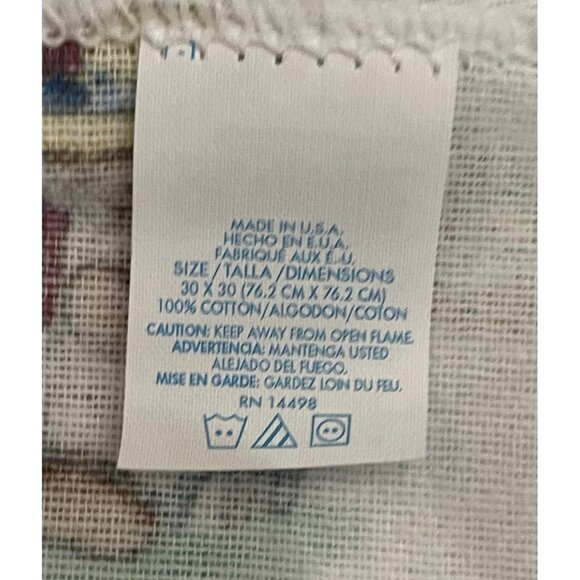 MADE IN U.S.A.
HECHO EN E.U.A.
FABRIQUÉ AUX É.-U.
SIZE / TALLA / DIMENSIONS
30 X 30 (76.2 CM X 76.2 CM)
100% COTTON/ALGODON/COTON
CAUTION: KEEP AWAY FROM OPEN FLAME.
ADVERTENCIA: MANTENGA USTED
ALEJADO DEL FUEGO.
MISE EN GARDE: GARDEZ LOIN DU FEU.
RN 14498